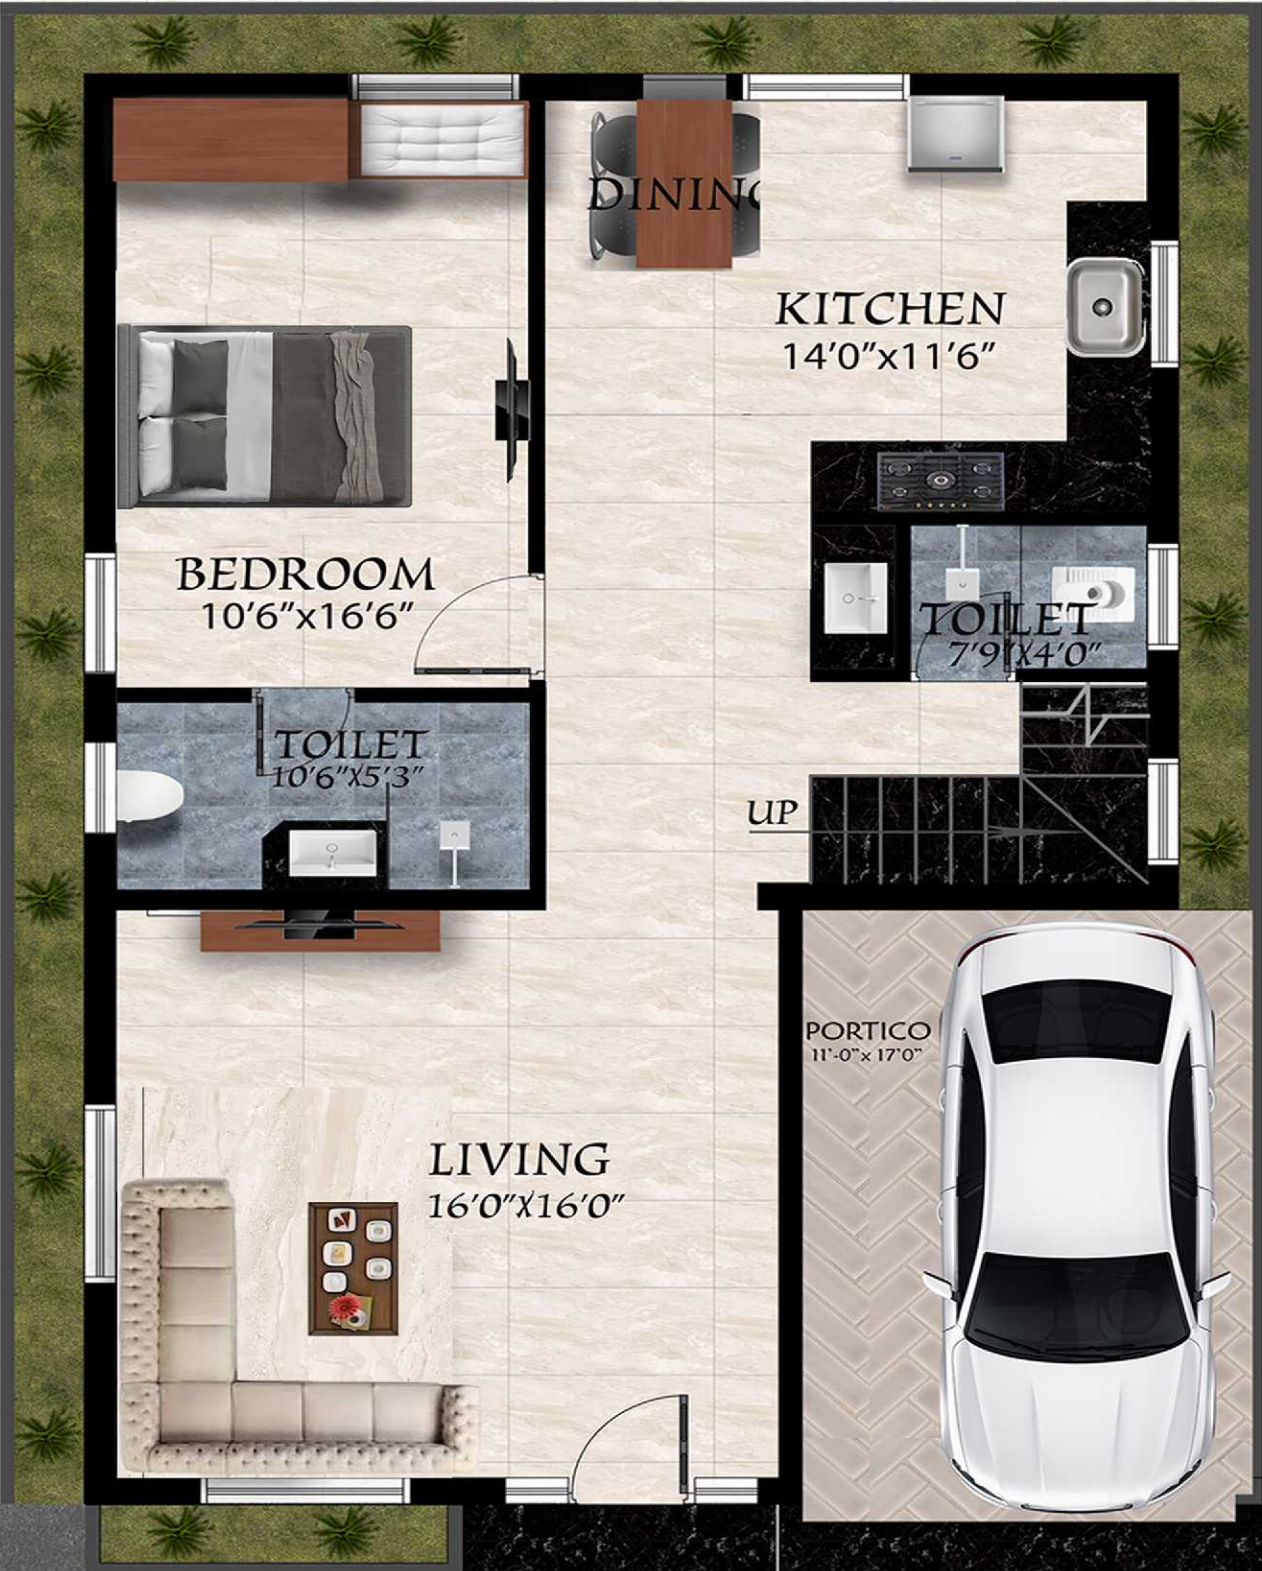 DINING
KITCHEN
14'0"x11'6"
BEDROOM
10'6"x16'6"
TOILET
7'9"X4'0"
TOILET
10'6"X5'3"
UP
PORTICO
11'-0"x 17'0"
LIVING
16'0"X16'0"